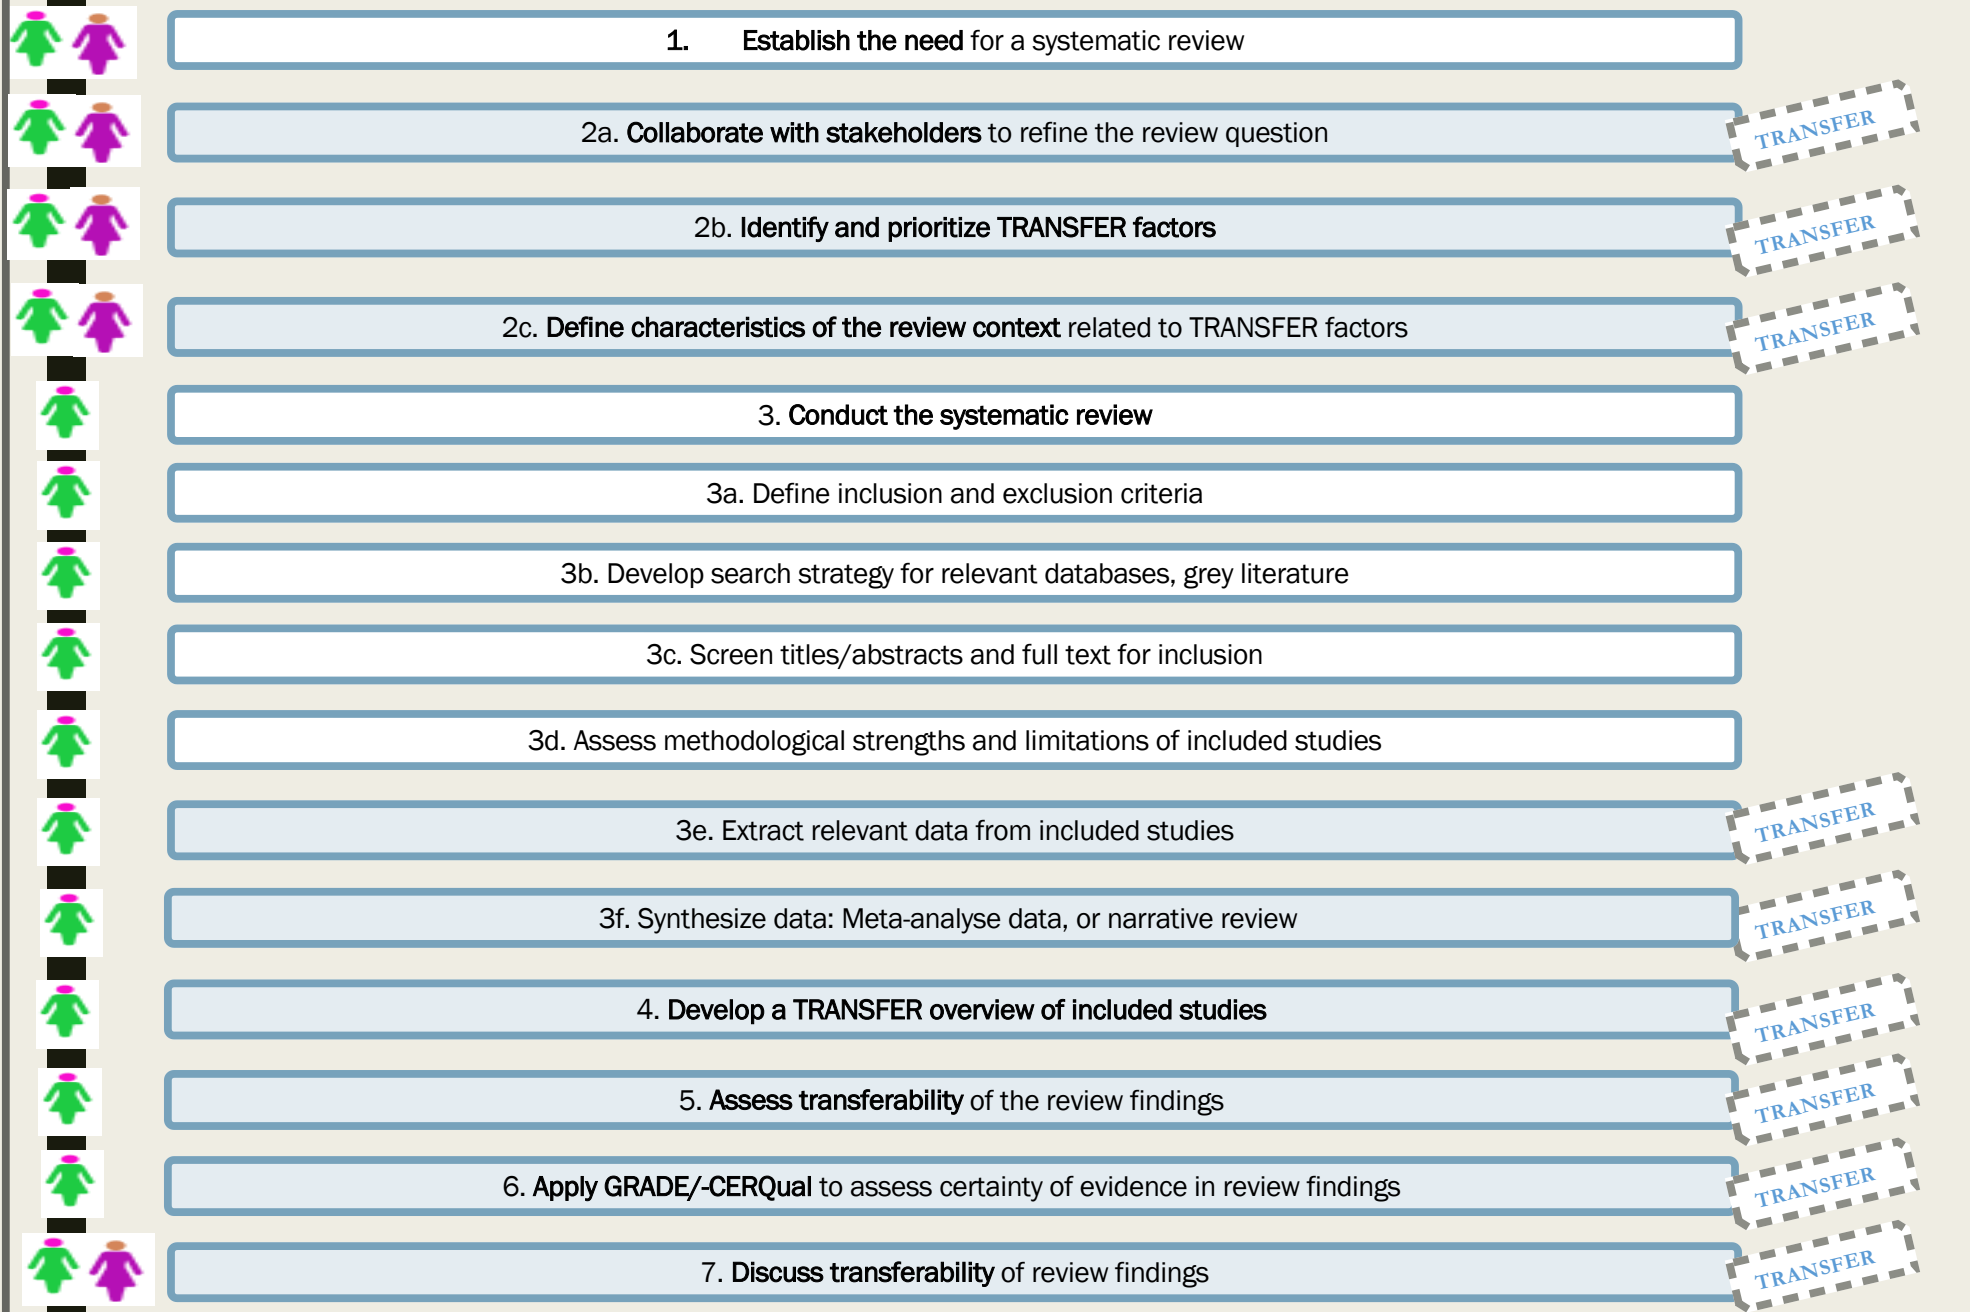 1. Establish the need for a systematic review
2a. Collaborate with stakeholders to refine the review question
TRANSFER
2b. Identify and prioritize TRANSFER factors
TRANSFER
2c. Define characteristics of the review context related to TRANSFER factors
TRANSFER
3. Conduct the systematic review
3a. Define inclusion and exclusion criteria
3b. Develop search strategy for relevant databases, grey literature
3c. Screen titles/abstracts and full text for inclusion
3d. Assess methodological strengths and limitations of included studies
3e. Extract relevant data from included studies
TRANSFER
3f. Synthesize data: Meta-analyse data, or narrative review
TRANSFER
4. Develop a TRANSFER overview of included studies
TRANSFER
5. Assess transferability of the review findings
TRANSFER
6. Apply GRADE/-CERQual to assess certainty of evidence in review findings
TRANSFER
7. Discuss transferability of review findings
TRANSFER